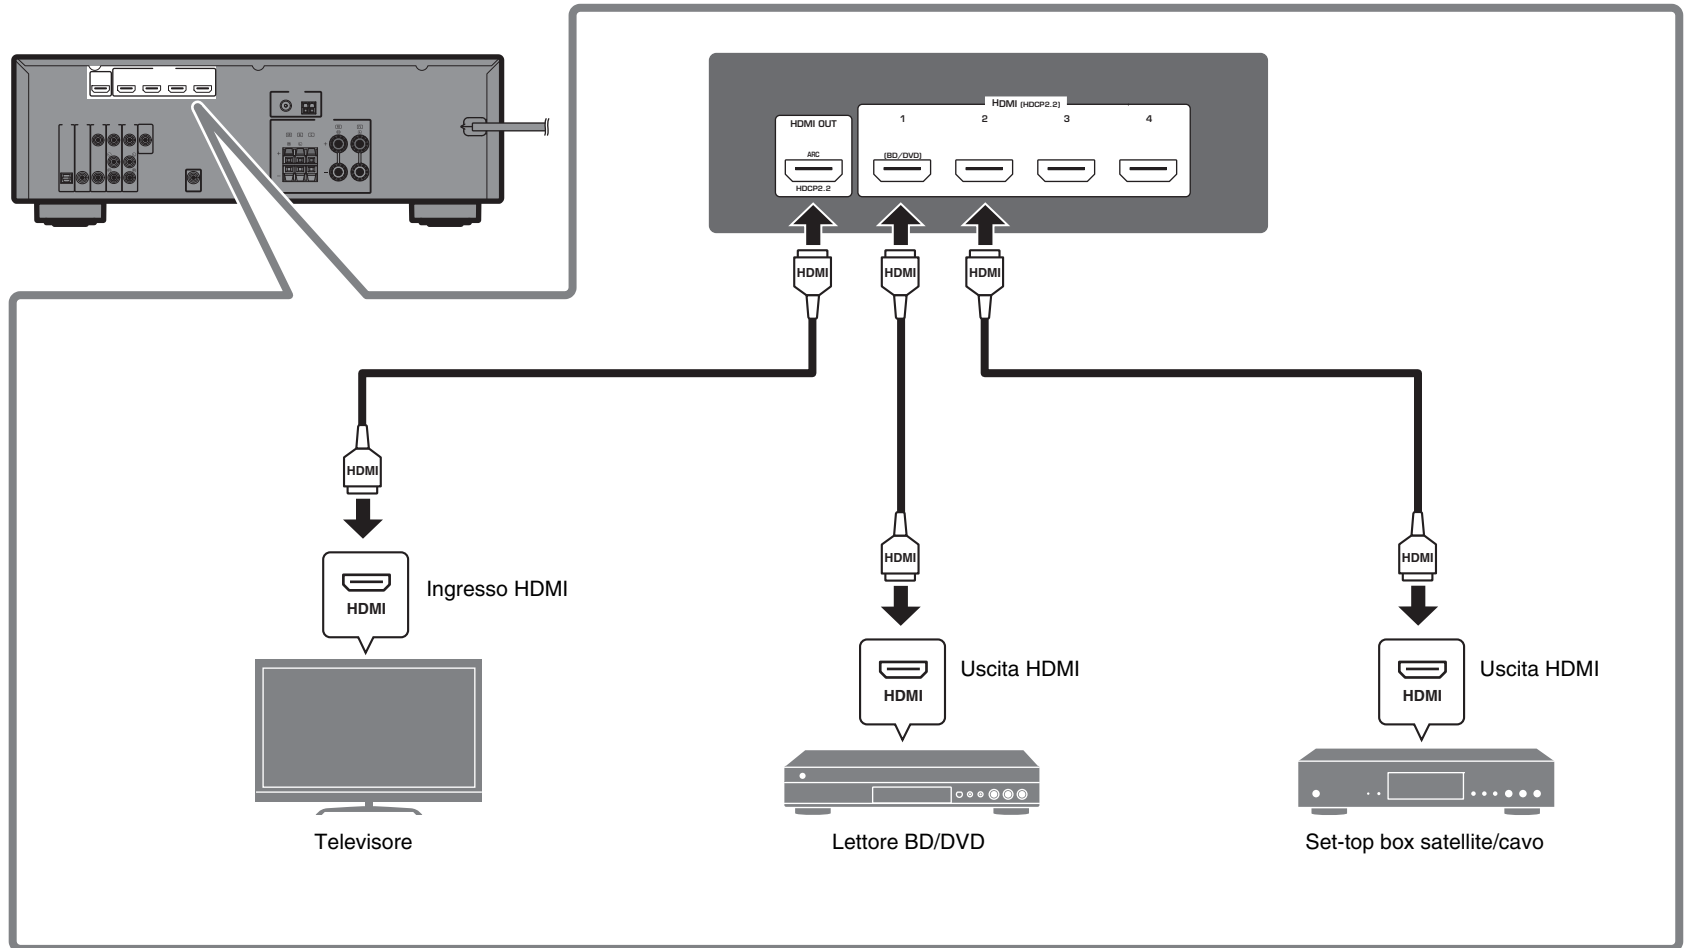 HDMI (HDCP2.2)
HDMI OUT
1
2
3
4
ARC
(BD/DVD)
HDCP2.2
HDMI
HDMI
HDMI
HDMI
HDMI
HDMI
HDMI
Ingresso HDMI
HDMI
Uscita HDMI
HDMI
Uscita HDMI
Televisore
Lettore BD/DVD
Set-top box satellite/cavo